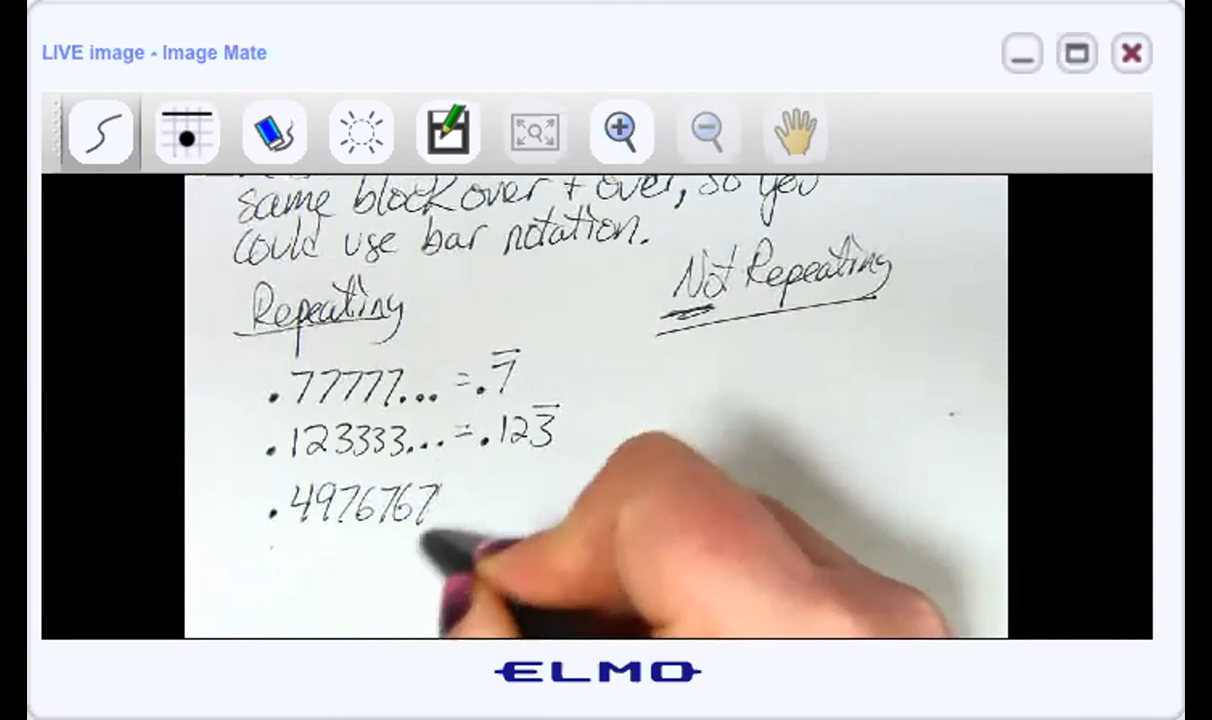 LIVE image - Image Mate
same block over + over, so you
could use bar notation.
Repeating
Not Repeating
.77777... = .7̅
.123333... = .123̅
.4976767
ELMO